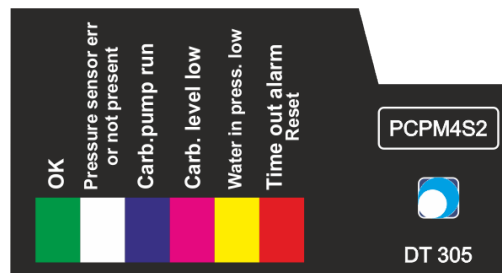 OK
Pressure sensor err
or not present
Carb.pump run
Carb. level low
Water in press. low
Time out alarm
Reset
PCPM4S2
DT 305